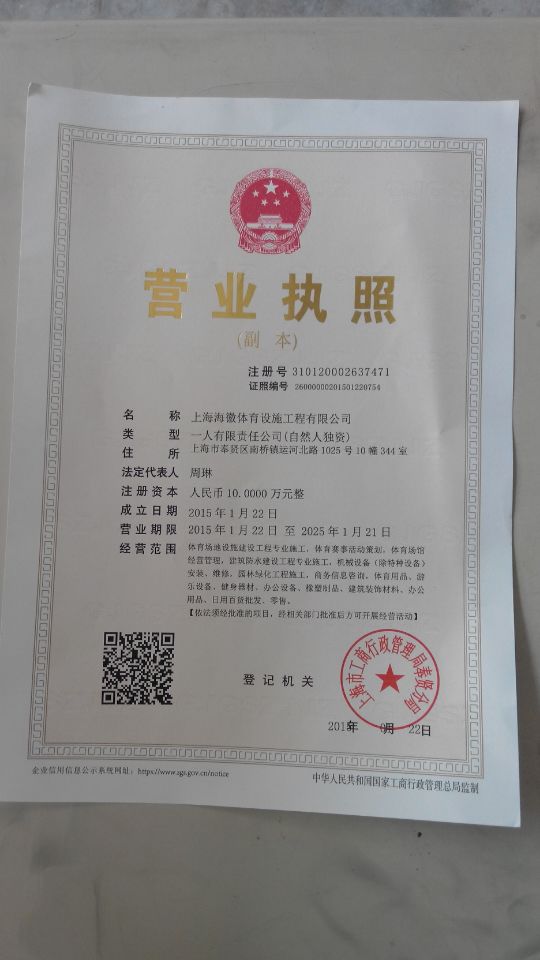 营业执照
(副 本)
注册号 310120002637471
证照编号 26000000201501220754
名 称 上海海徽体育设施工程有限公司
类 型 一人有限责任公司(自然人独资)
住 所 上海市奉贤区南桥镇运河北路1025号10幢344室
法定代表人 周琳
注册资本 人民币10.0000万元整
成立日期 2015年1月22日
营业期限 2015年1月22日 至 2025年1月21日
经营范围 体育场地设施建设工程专业施工，体育赛事活动策划，体育场馆
经营管理，建筑防水建设工程专业施工，机械设备（除特种设备）
安装、维修，园林绿化工程施工，商务信息咨询，体育用品、游
乐设备、健身器材、办公设备、橡塑制品、建筑装饰材料、办公
用品、日用百货批发、零售。
【依法须经批准的项目，经相关部门批准后方可开展经营活动】
上海市工商行政管理局奉贤分局
登记机关
2015年 月 22日
企业信用信息公示系统网址：https://www.sgs.gov.cn/notice
中华人民共和国国家工商行政管理总局监制